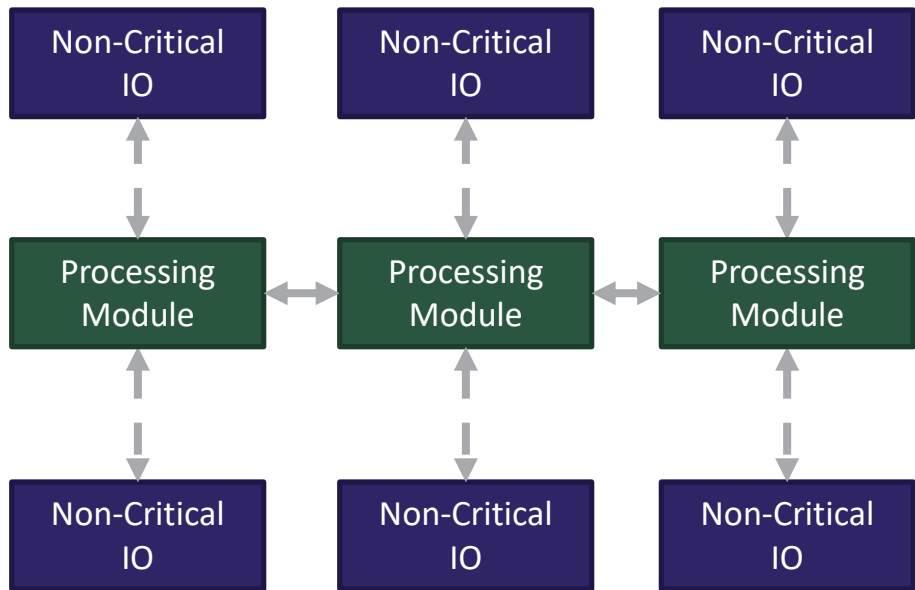 Non-Critical
IO
Non-Critical
IO
Non-Critical
IO
Processing
Module
Processing
Module
Processing
Module
Non-Critical
IO
Non-Critical
IO
Non-Critical
IO